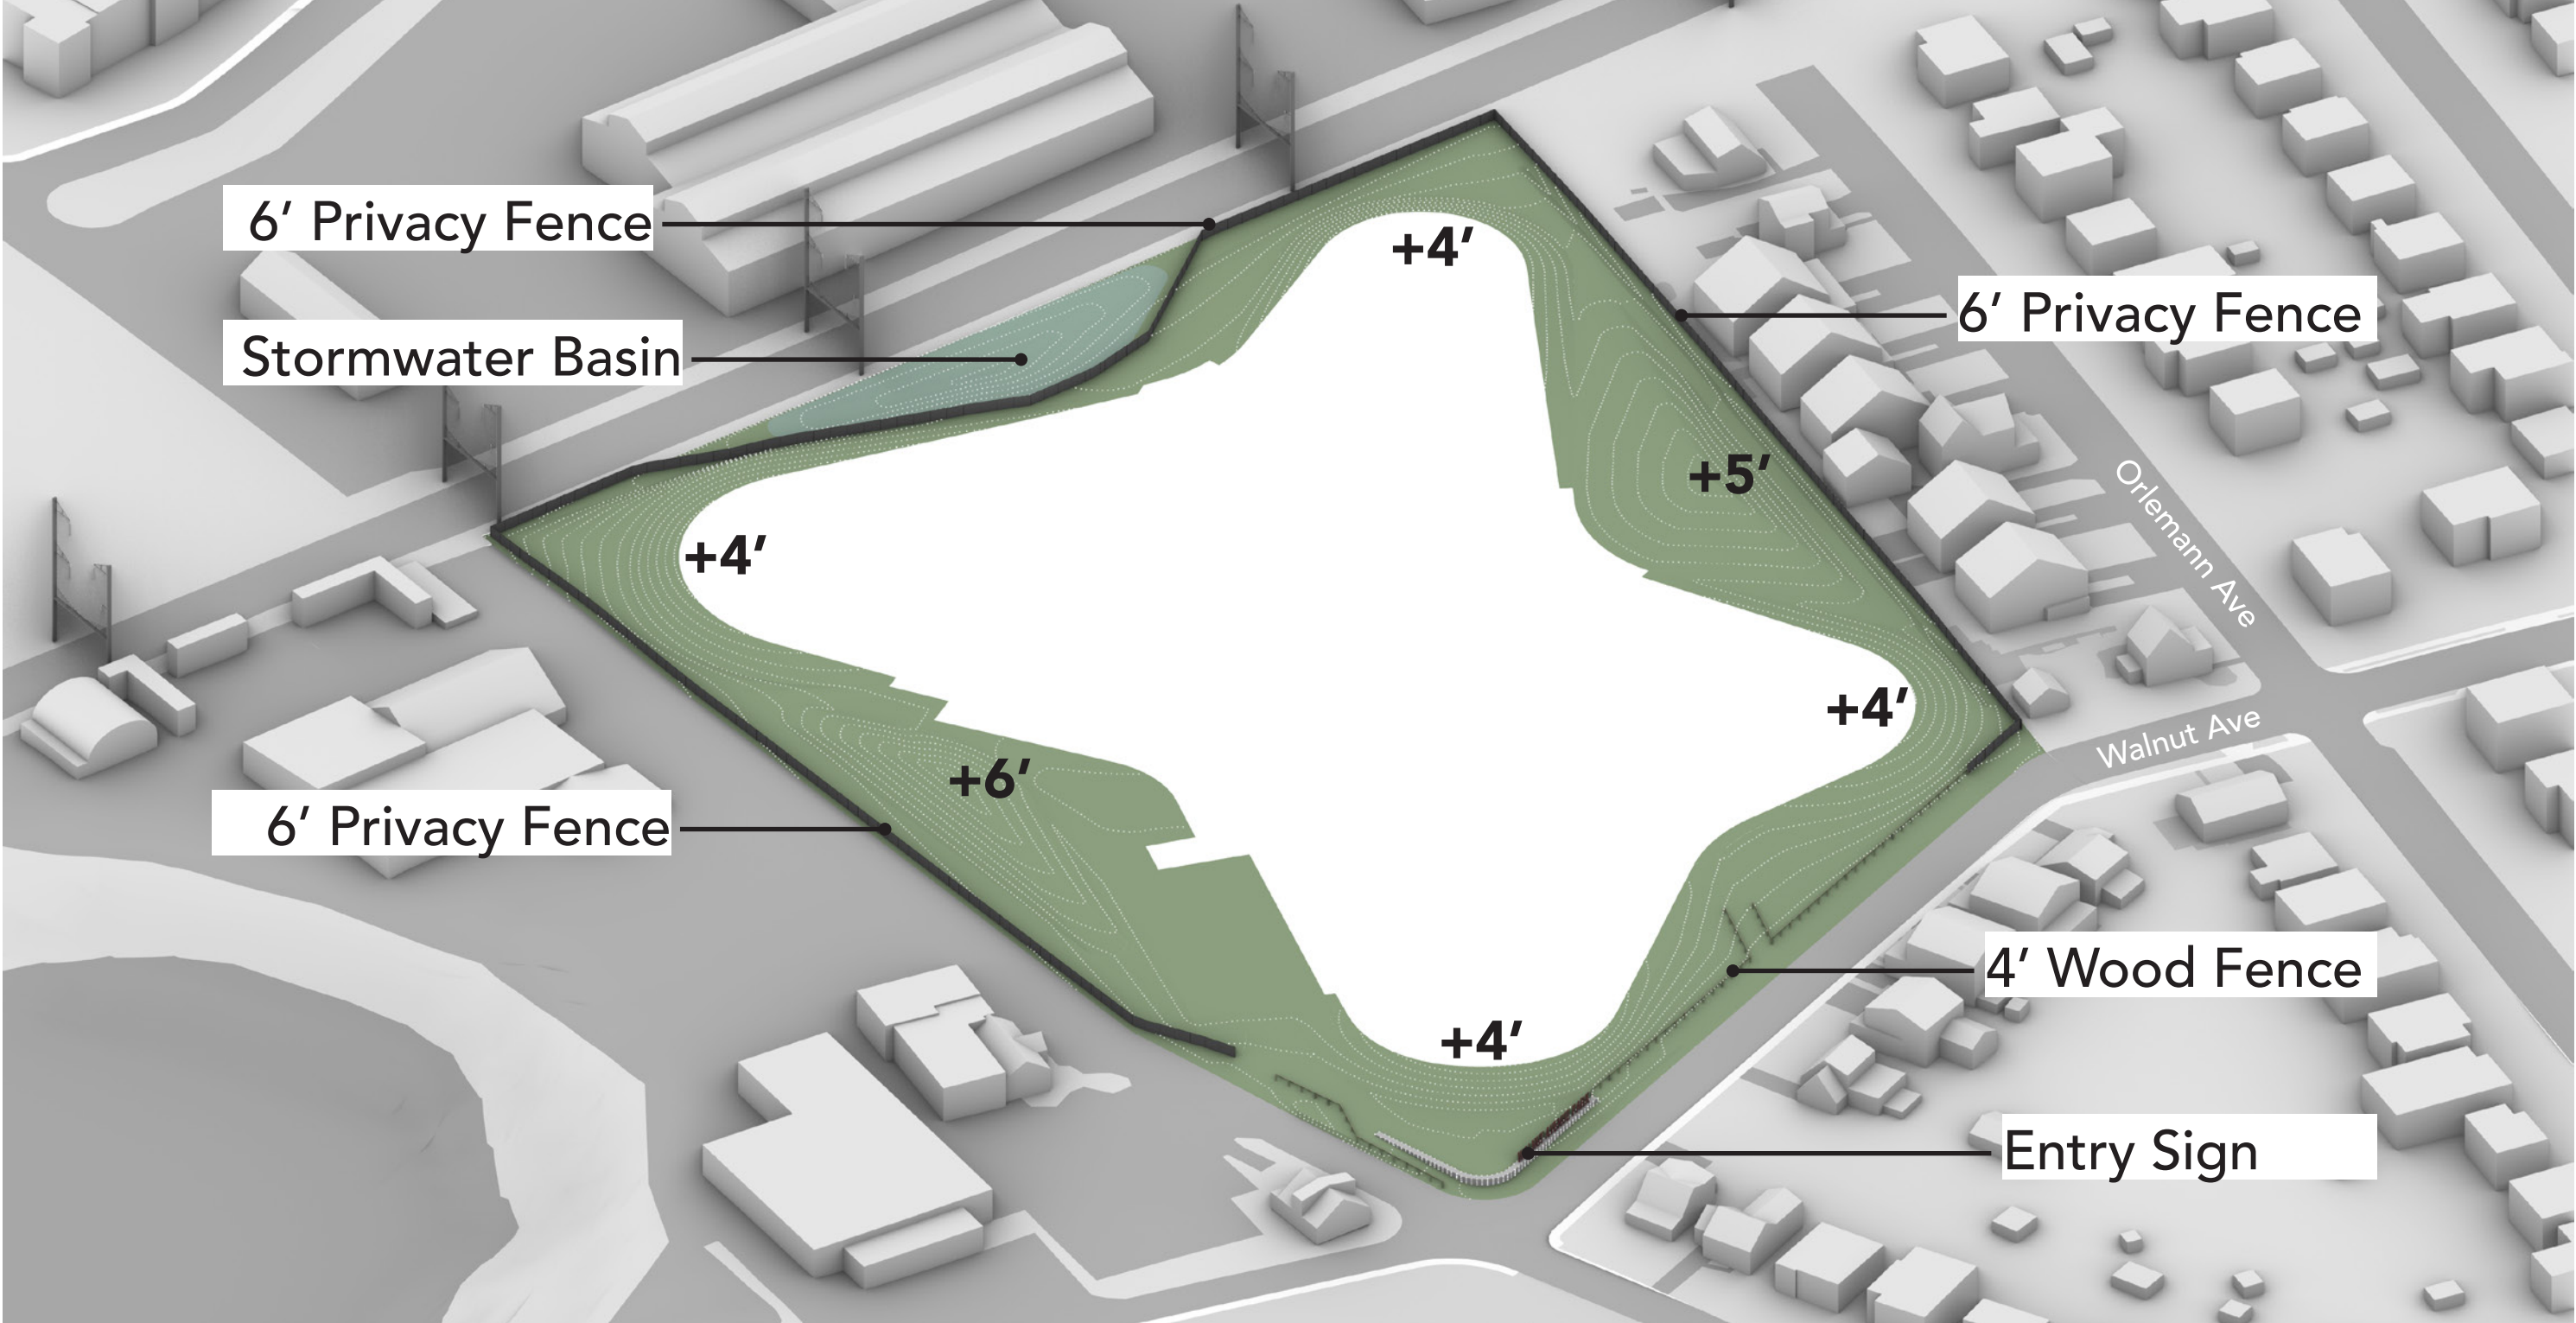 6′ Privacy Fence
+4′
6′ Privacy Fence
Stormwater Basin
+5′
Orlemann Ave
+4′
+4′
Walnut Ave
+6′
6′ Privacy Fence
4′ Wood Fence
+4′
Entry Sign